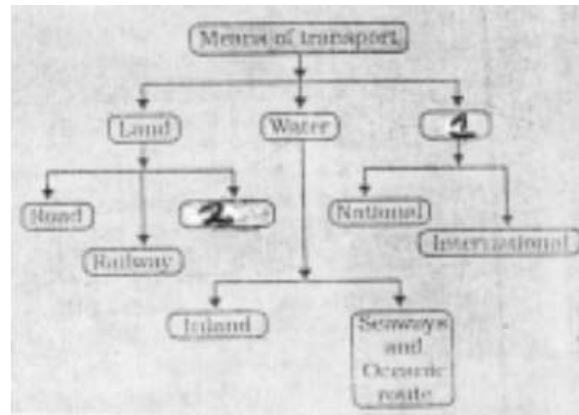 Means of transport
Land
Water
1
Road
2
National
Railway
International
Inland
Seaways
and
Oceanic
route